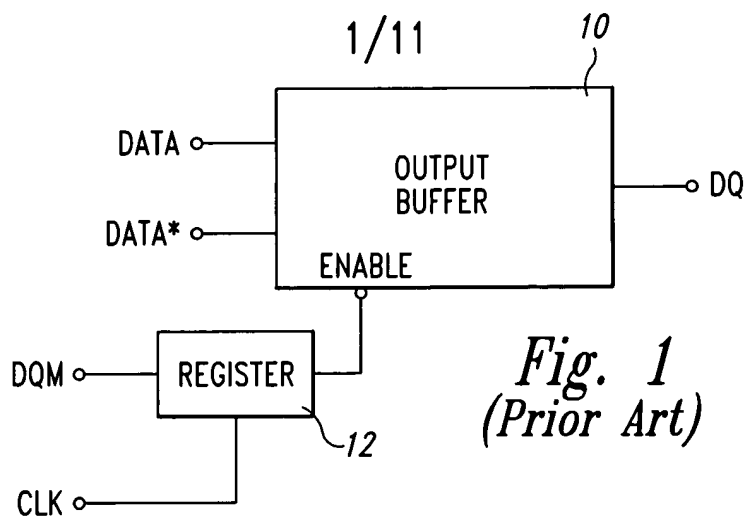 1/11
10
DATA
OUTPUT
BUFFER
DQ
DATA*
ENABLE
DQM
REGISTER
12
CLK
Fig. 1
(Prior Art)